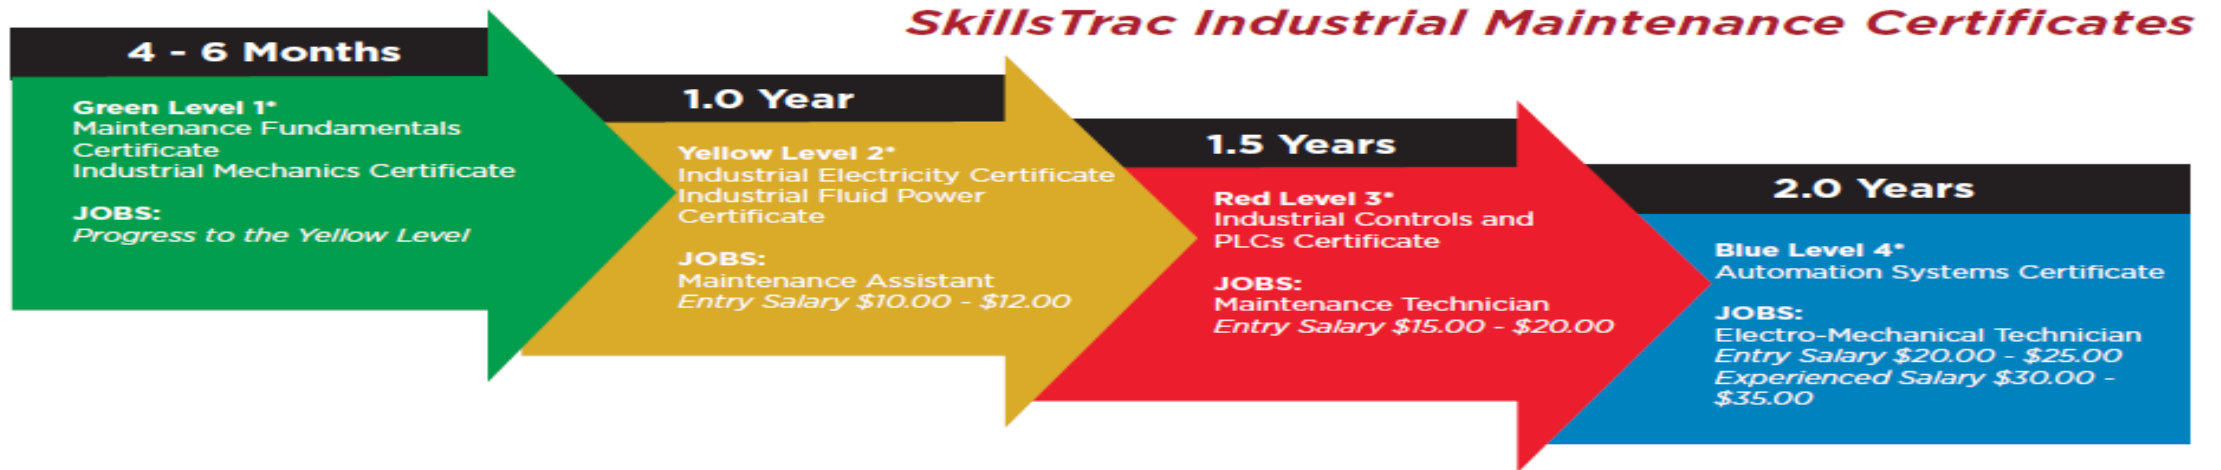 SkillsTrac Industrial Maintenance Certificates
4 - 6 Months
Green Level 1*
Maintenance Fundamentals
Certificate
Industrial Mechanics Certificate
JOBS:
Progress to the Yellow Level
1.0 Year
Yellow Level 2*
Industrial Electricity Certificate
Industrial Fluid Power
Certificate
JOBS:
Maintenance Assistant
Entry Salary $10.00 - $12.00
1.5 Years
Red Level 3*
Industrial Controls and
PLCs Certificate
JOBS:
Maintenance Technician
Entry Salary $15.00 - $20.00
2.0 Years
Blue Level 4*
Automation Systems Certificate
JOBS:
Electro-Mechanical Technician
Entry Salary $20.00 - $25.00
Experienced Salary $30.00 -
$35.00